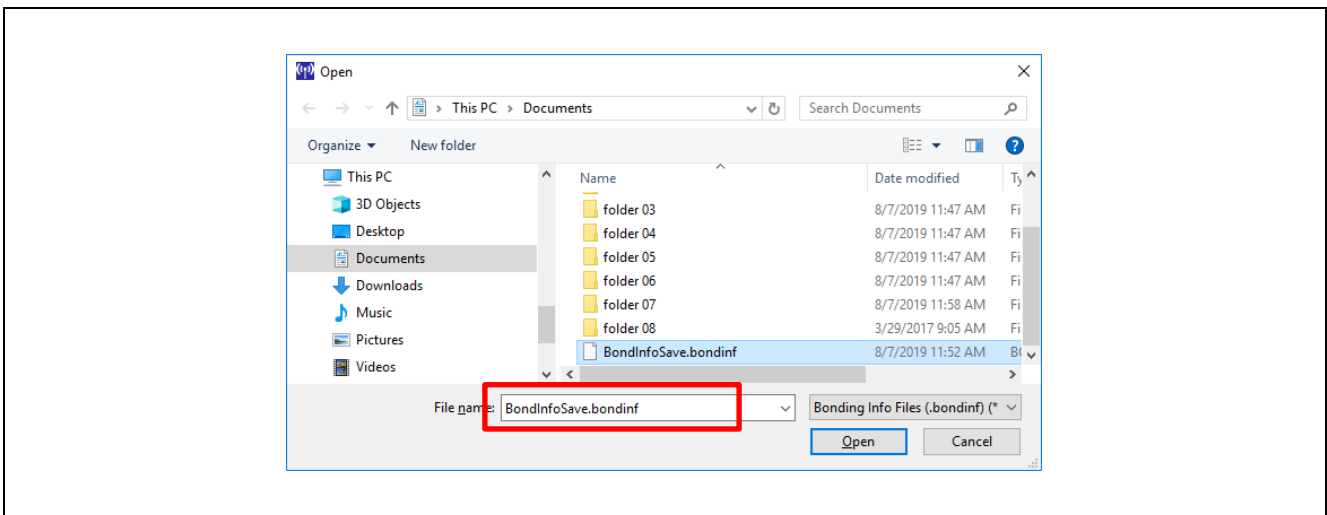 Open
This PC > Documents
Search Documents
Organize
New folder
This PC
3D Objects
Desktop
Documents
Downloads
Music
Pictures
Videos
Name Date modified Ty
folder 03 8/7/2019 11:47 AM Fi
folder 04 8/7/2019 11:47 AM Fi
folder 05 8/7/2019 11:47 AM Fi
folder 06 8/7/2019 11:47 AM Fi
folder 07 8/7/2019 11:58 AM Fi
folder 08 3/29/2017 9:05 AM Fi
BondInfoSave.bondinf 8/7/2019 11:52 AM
File name: BondInfoSave.bondinf Bonding Info Files (.bondinf) (*
Open Cancel